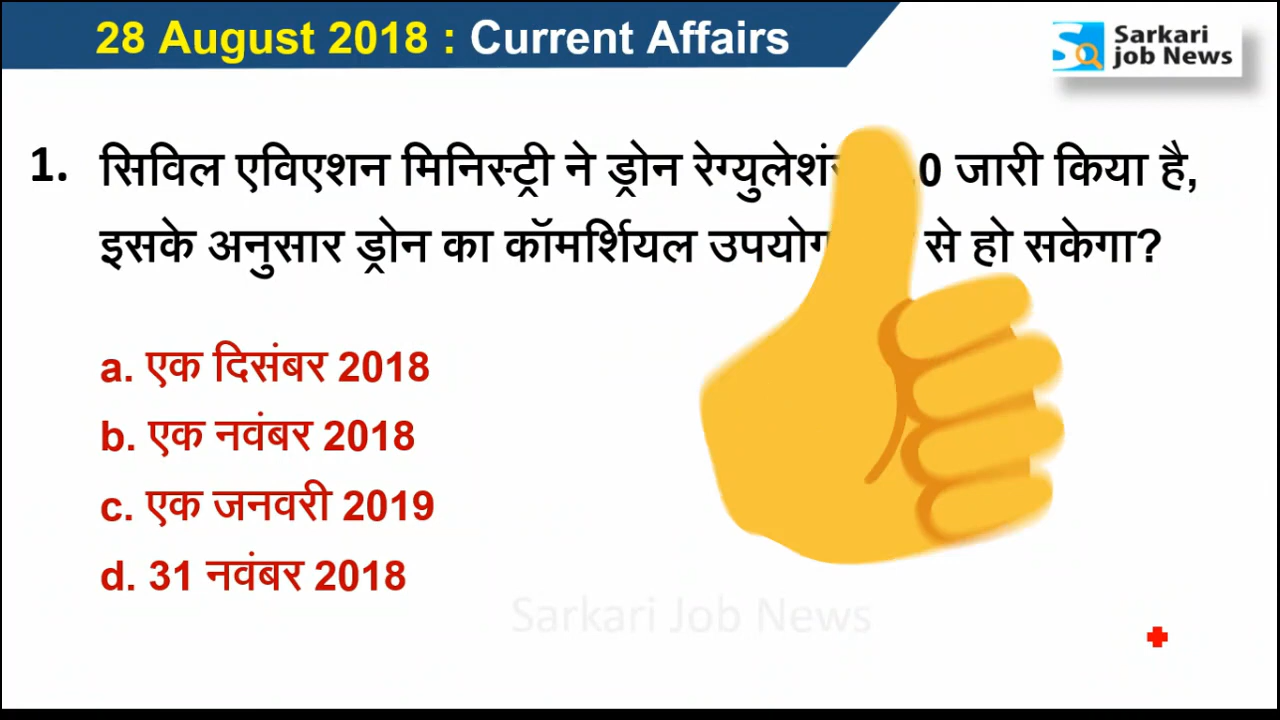 28 August 2018 : Current Affairs
Sarkari
job News
1. सिविल एविएशन मिनिस्ट्री ने ड्रोन रेग्युलेशं 0 जारी किया है,
इसके अनुसार ड्रोन का कॉमर्शियल उपयोग से हो सकेगा?
a. एक दिसंबर 2018
b. एक नवंबर 2018
c. एक जनवरी 2019
d. 31 नवंबर 2018
Sarkari Job News